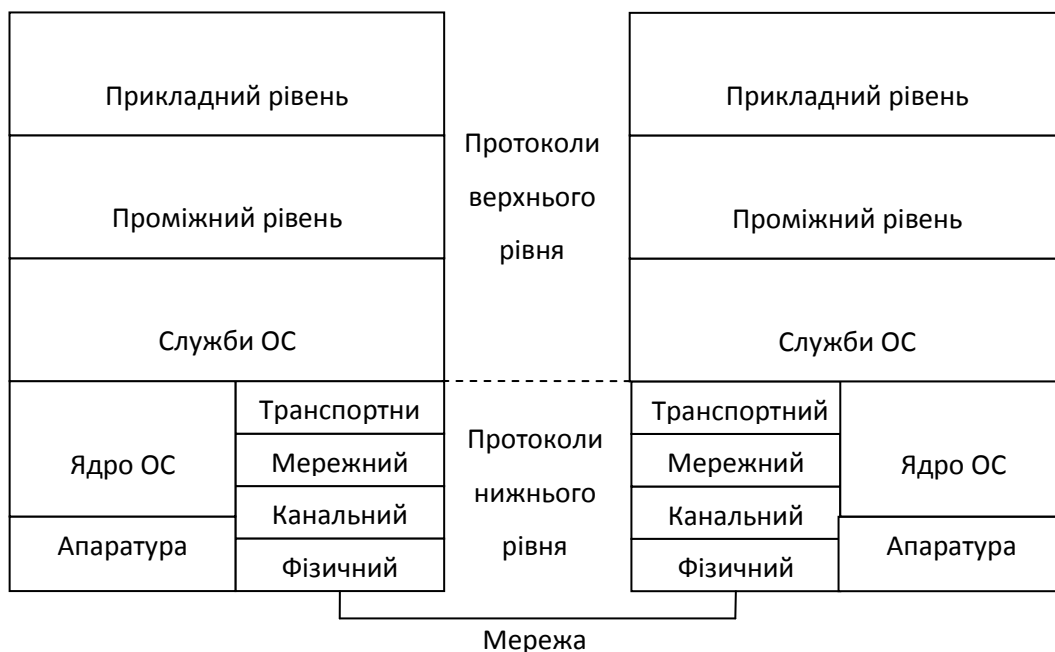 Прикладний рівень
Проміжний рівень
Служби ОС
Ядро ОС
Апаратура
Транспортни
Мережний
Канальний
Фізичний
Протоколи
верхнього
рівня
Протоколи
нижнього
рівня
Прикладний рівень
Проміжний рівень
Служби ОС
Транспортний
Мережний
Канальний
Фізичний
Ядро ОС
Апаратура
Мережа